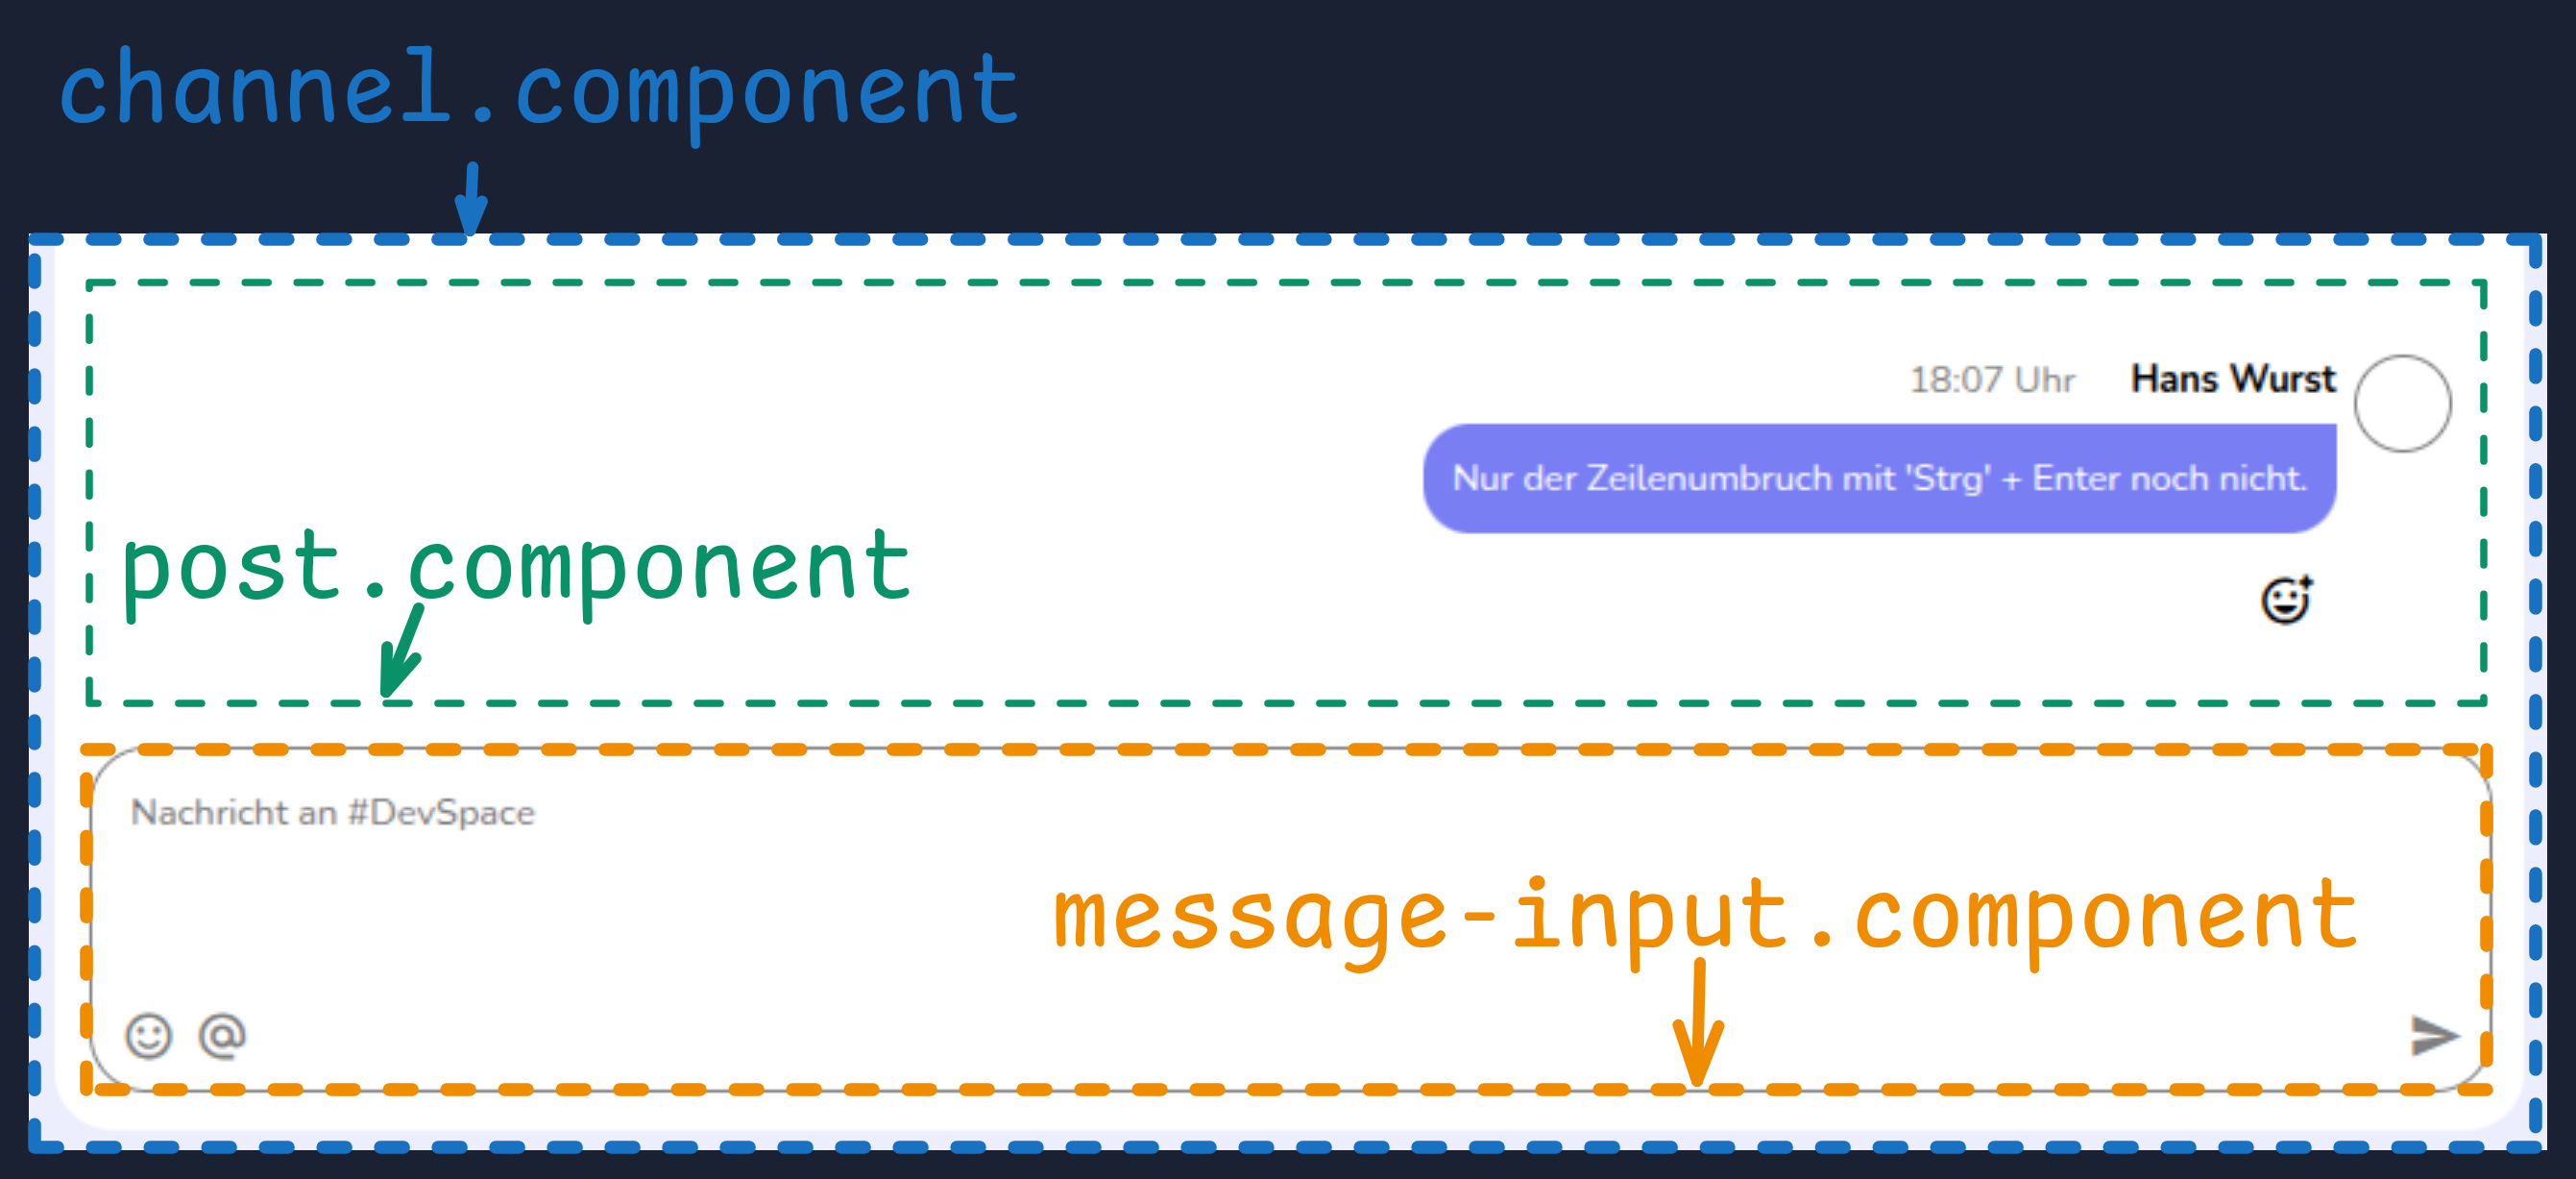 channel.component
18:07 Uhr Hans Wurst
Nur der Zeilenumbruch mit 'Strg' + Enter noch nicht.
post.component
Nachricht an #DevSpace
message-input.component